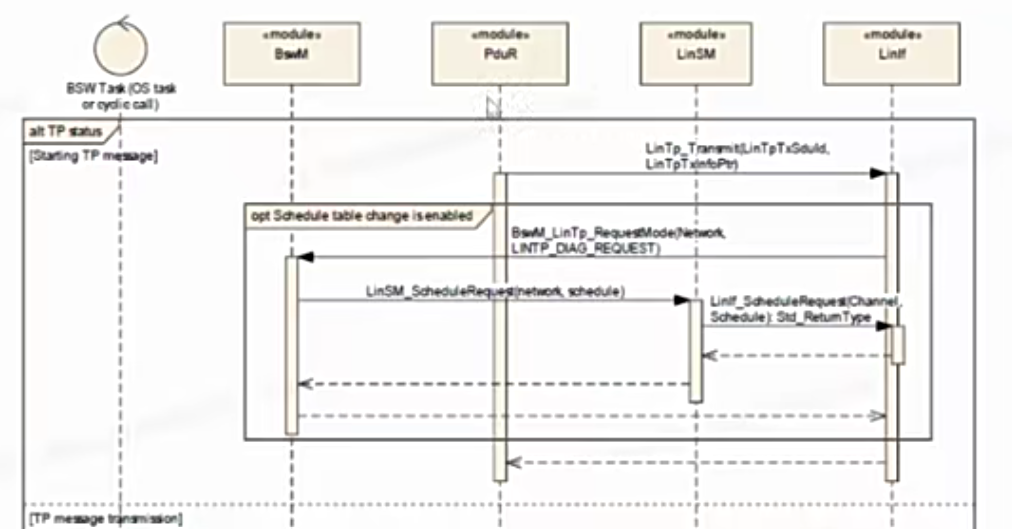 «module»
BswM
«module»
PduR
«module»
LinSM
«module»
LinIf
BSW Task (OS task
or cyclic call)
alt TP status
[Starting TP message]
LinTp_Transmit(LinTpTxSduId,
LinTpTxInfoPtr)
opt Schedule table change is enabled
BswM_LinTp_RequestMode(Network,
LINTP_DIAG_REQUEST)
LinSM_ScheduleRequest(network, schedule)
LinIf_ScheduleRequest(Channel,
Schedule): Std_ReturnType
[TP message transmission]